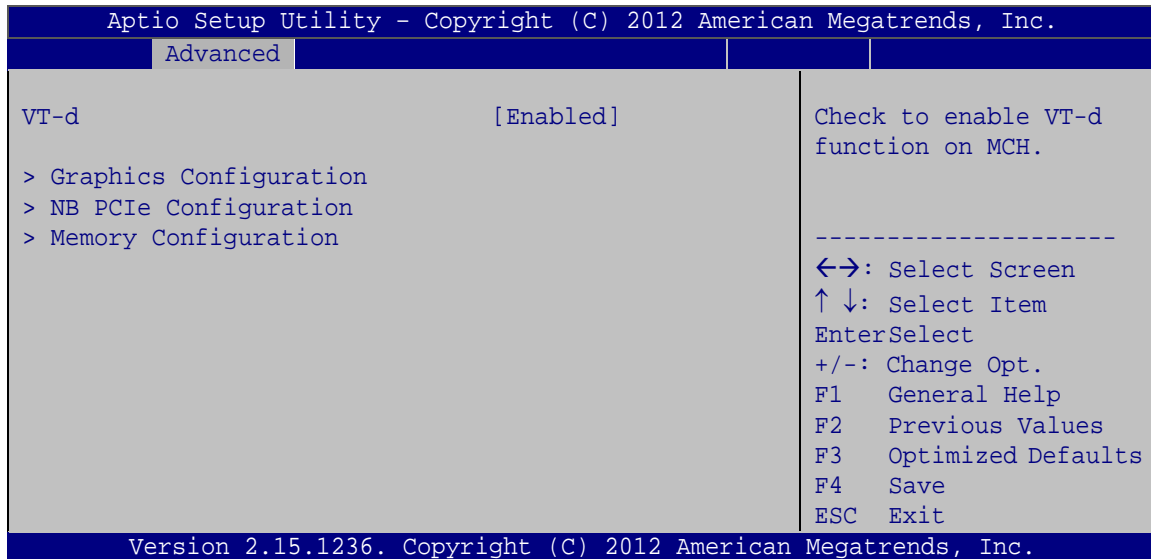 Aptio Setup Utility – Copyright (C) 2012 American Megatrends, Inc.
Advanced
VT-d [Enabled]
> Graphics Configuration
> NB PCIe Configuration
> Memory Configuration
Check to enable VT-d
function on MCH.
---------------------
←→: Select Screen
↑ ↓: Select Item
EnterSelect
+/-: Change Opt.
F1 General Help
F2 Previous Values
F3 Optimized Defaults
F4 Save
ESC Exit
Version 2.15.1236. Copyright (C) 2012 American Megatrends, Inc.